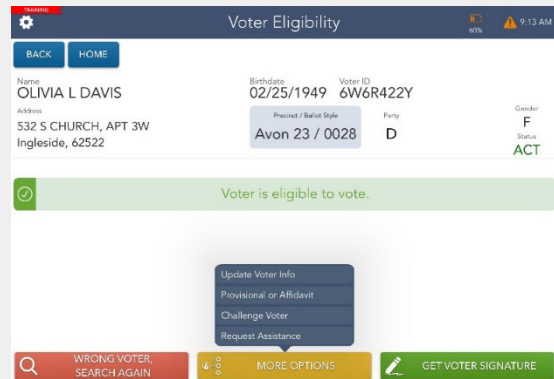 TRAINING
Voter Eligibility
60%
9:13 AM
BACK
HOME
Name
OLIVIA L DAVIS
Birthdate
02/25/1949
Voter ID
6W6R422Y
Address
532 S CHURCH, APT 3W
Ingleside, 62522
Precinct / Ballot Style
Avon 23 / 0028
Party
D
Gender
F
Status
ACT
Voter is eligible to vote.
Update Voter Info
Provisional or Affidavit
Challenge Voter
Request Assistance
WRONG VOTER,
SEARCH AGAIN
MORE OPTIONS
GET VOTER SIGNATURE